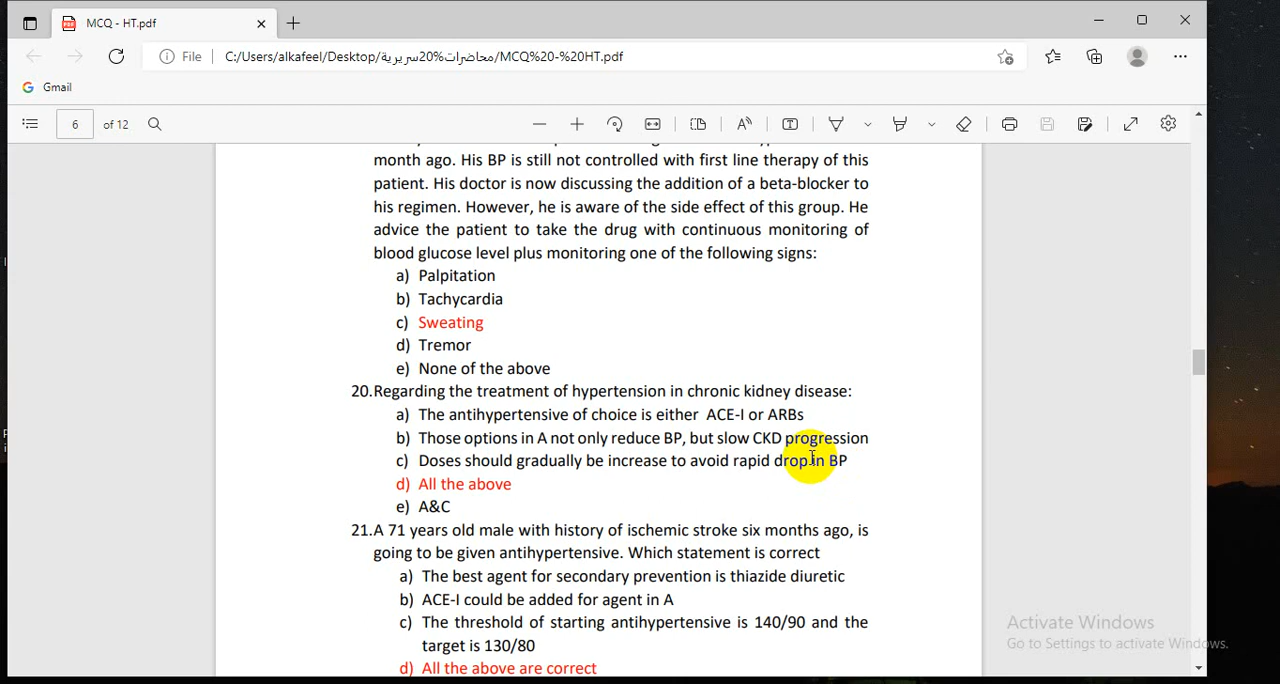 MCQ - HT.pdf
File
C:/Users/alkafeel/Desktop/محاضرات%20سريرية/MCQ%20-%20HT.pdf
Gmail
6 of 12
month ago. His BP is still not controlled with first line therapy of this
patient. His doctor is now discussing the addition of a beta-blocker to
his regimen. However, he is aware of the side effect of this group. He
advice the patient to take the drug with continuous monitoring of
blood glucose level plus monitoring one of the following signs:
a) Palpitation
b) Tachycardia
c) Sweating
d) Tremor
e) None of the above
20.Regarding the treatment of hypertension in chronic kidney disease:
a) The antihypertensive of choice is either ACE-I or ARBs
b) Those options in A not only reduce BP, but slow CKD progression
c) Doses should gradually be increase to avoid rapid drop in BP
d) All the above
e) A&C
21.A 71 years old male with history of ischemic stroke six months ago, is
going to be given antihypertensive. Which statement is correct
a) The best agent for secondary prevention is thiazide diuretic
b) ACE-I could be added for agent in A
c) The threshold of starting antihypertensive is 140/90 and the
target is 130/80
d) All the above are correct
Activate Windows
Go to Settings to activate Windows.